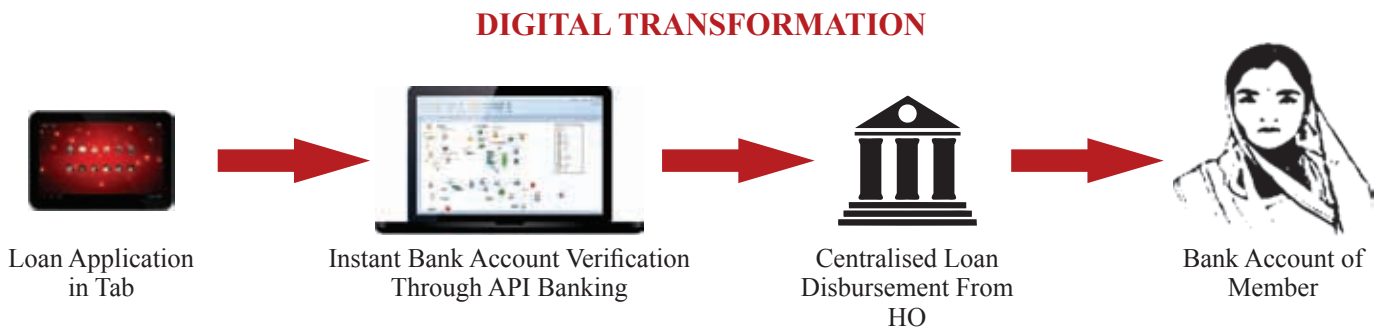 DIGITAL TRANSFORMATION
Loan Application
in Tab
Instant Bank Account Verification
Through API Banking
Centralised Loan
Disbursement From
HO
Bank Account of
Member